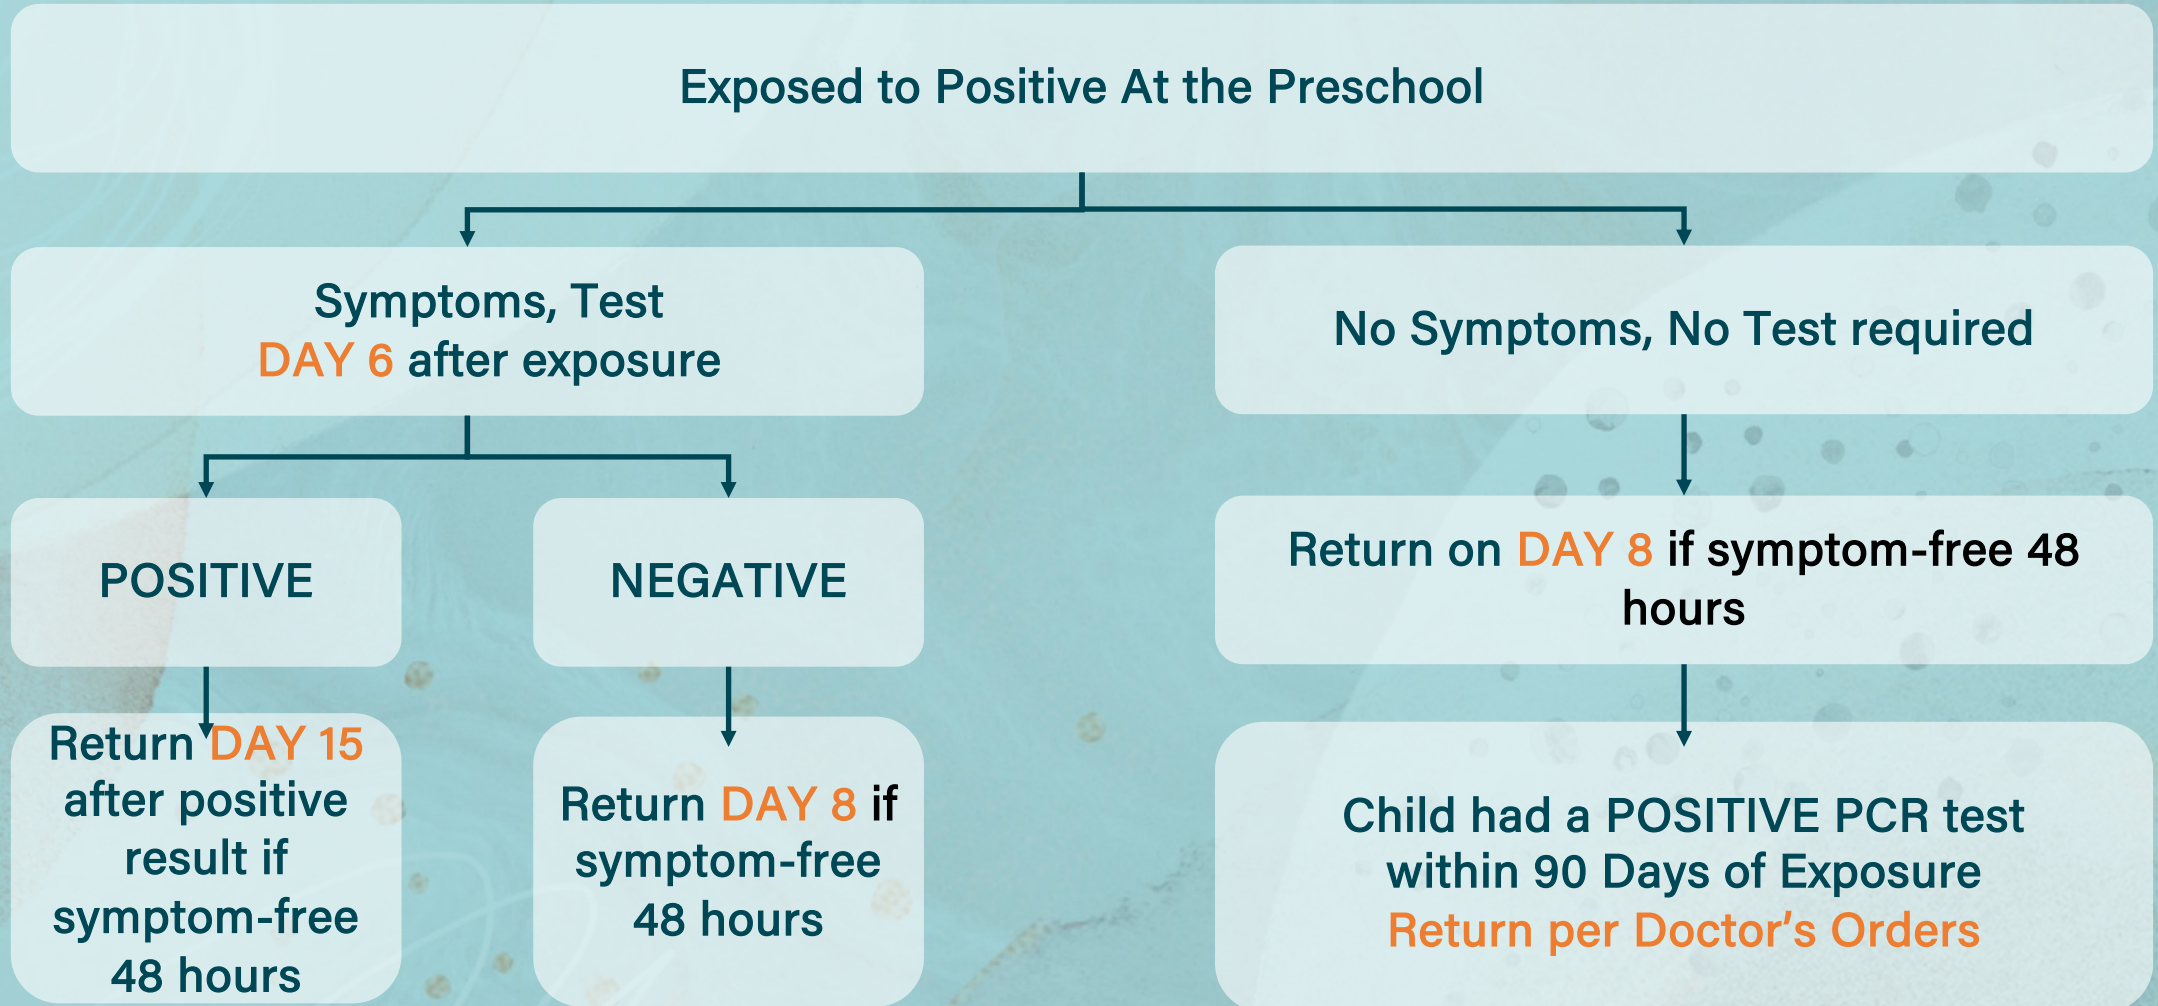 Exposed to Positive At the Preschool
Symptoms, Test
DAY 6 after exposure
No Symptoms, No Test required
POSITIVE
NEGATIVE
Return on DAY 8 if symptom-free 48
hours
Return DAY 15
after positive
result if
symptom-free
48 hours
Return DAY 8 if
symptom-free
48 hours
Child had a POSITIVE PCR test
within 90 Days of Exposure
Return per Doctor’s Orders